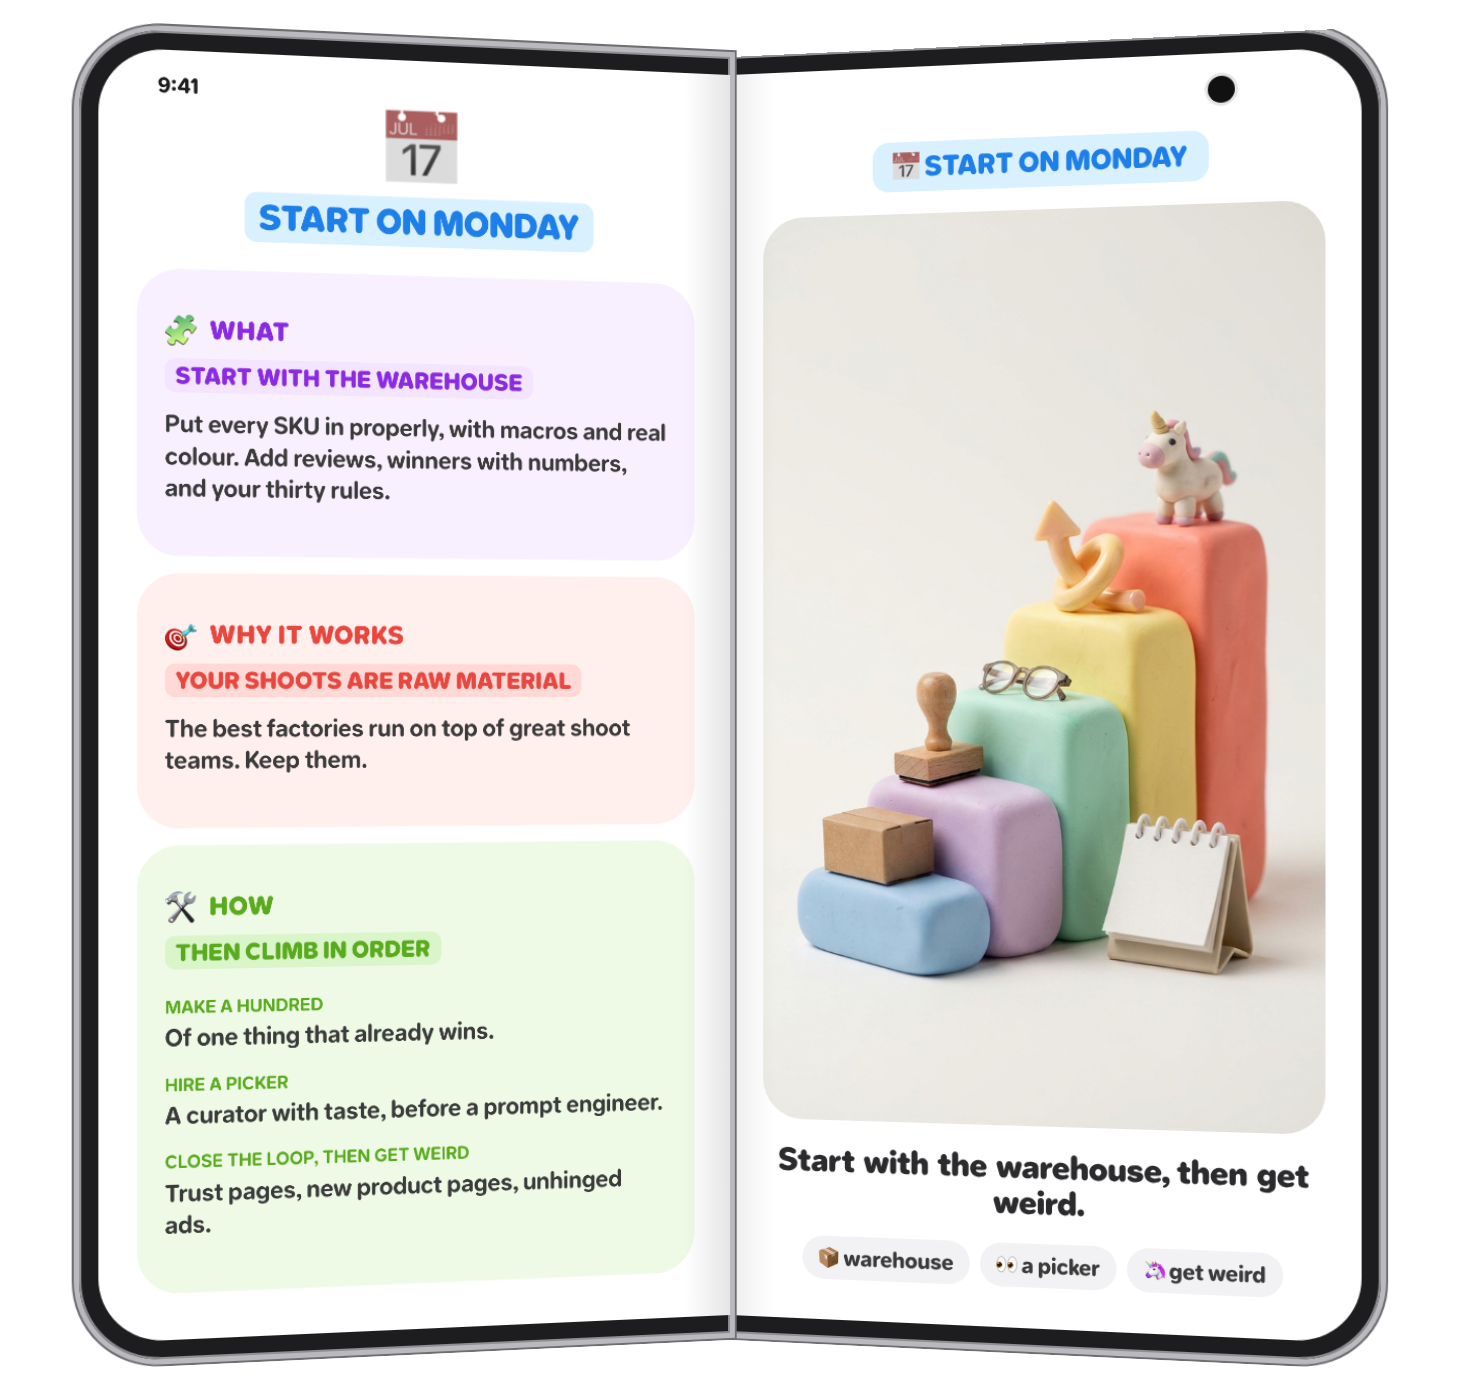 9:41
JUL
17
START ON MONDAY
WHAT
START WITH THE WAREHOUSE
Put every SKU in properly, with macros and real
colour. Add reviews, winners with numbers,
and your thirty rules.
WHY IT WORKS
YOUR SHOOTS ARE RAW MATERIAL
The best factories run on top of great shoot
teams. Keep them.
HOW
THEN CLIMB IN ORDER
MAKE A HUNDRED
Of one thing that already wins.
HIRE A PICKER
A curator with taste, before a prompt engineer.
CLOSE THE LOOP, THEN GET WEIRD
Trust pages, new product pages, unhinged
ads.
17 START ON MONDAY
Start with the warehouse, then get
weird.
warehouse
a picker
get weird